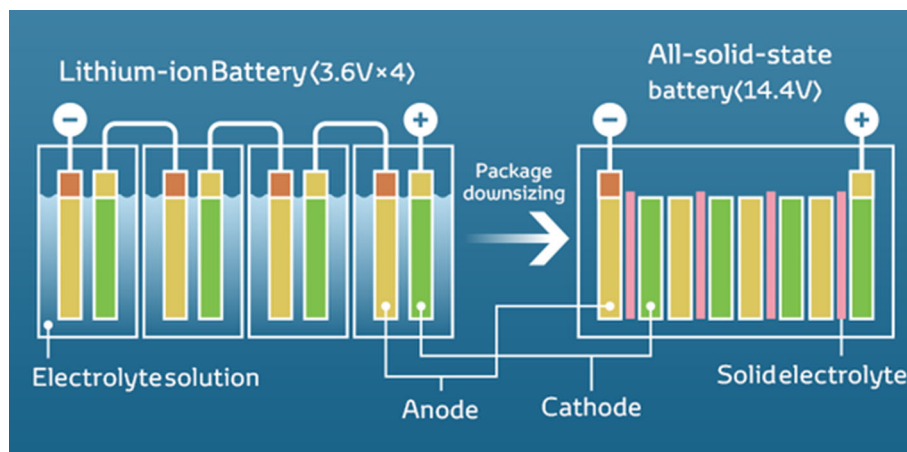 Lithium-ion Battery（3.6V×4）
All-solid-state
battery（14.4V）
−
+
−
+
Package
downsizing
Electrolyte solution
Anode
Cathode
Solid electrolyte